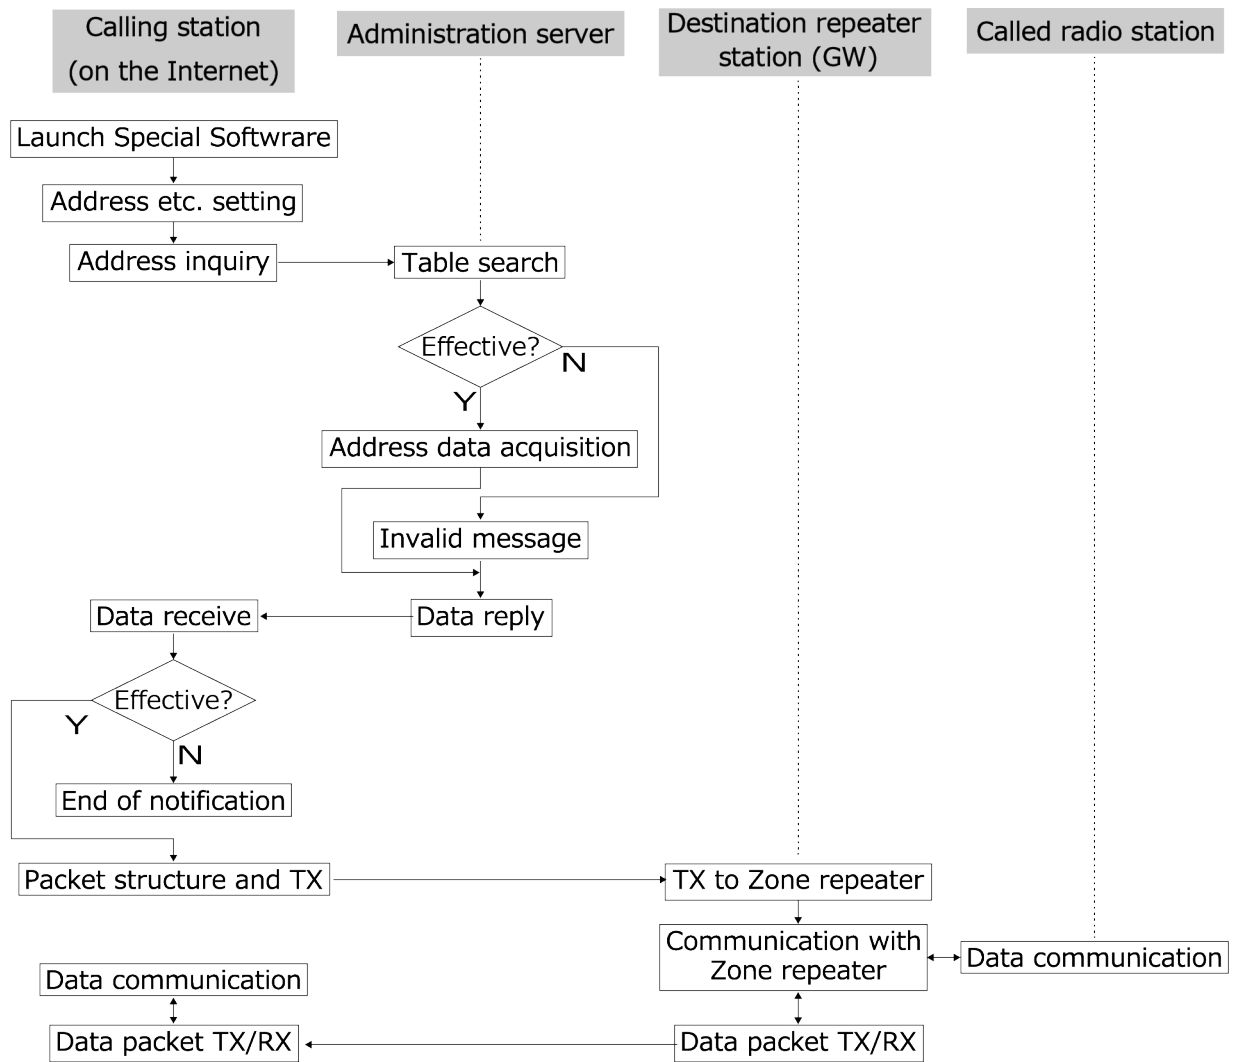 Calling station
(on the Internet)
Administration server
Destination repeater
station (GW)
Called radio station
Launch Special Softwrare
Address etc. setting
Address inquiry
Table search
Effective?
N
Y
Address data acquisition
Invalid message
Data receive
Data reply
Effective?
Y
N
End of notification
Packet structure and TX
TX to Zone repeater
Communication with
Zone repeater
Data communication
Data communication
Data packet TX/RX
Data packet TX/RX